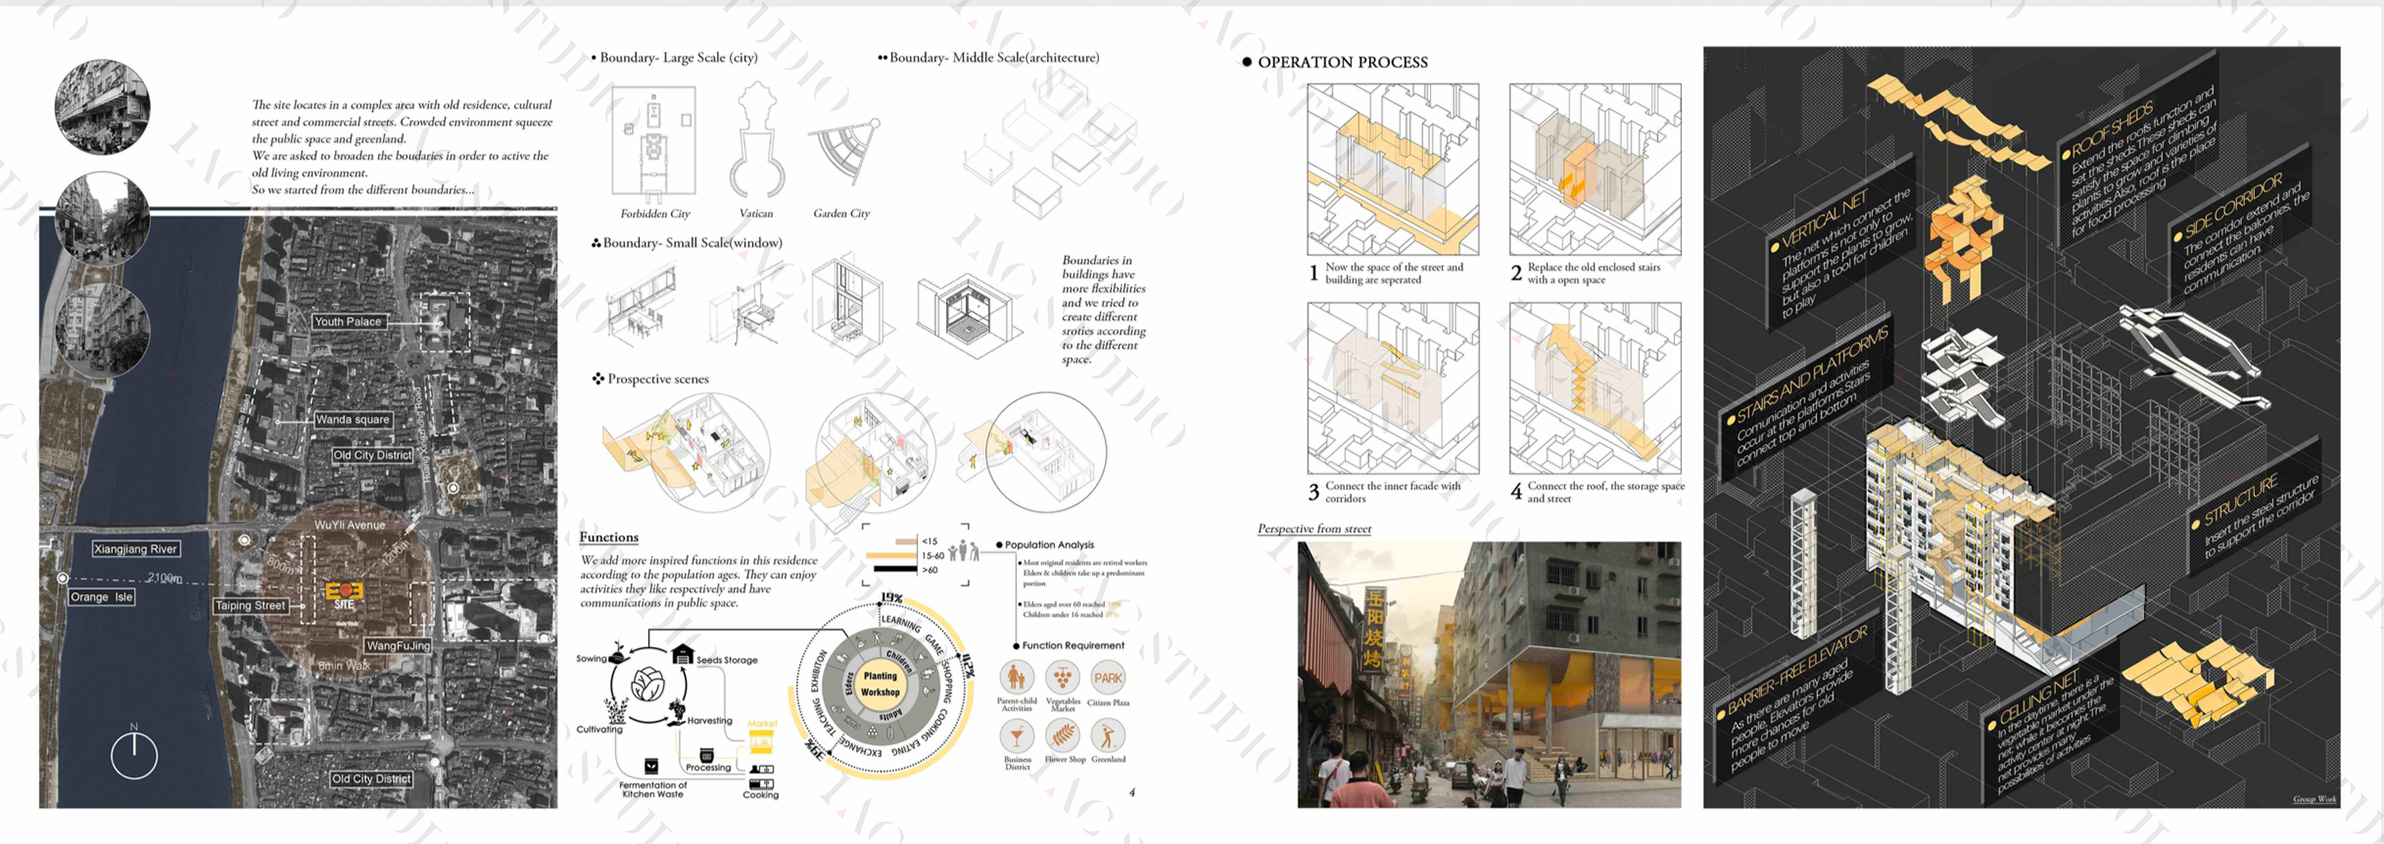 The site locates in a complex area with old residence, cultural
street and commercial streets. Crowded environment squeeze
the public space and greenland.
We are asked to broaden the boudaries in order to active the
old living environment.
So we started from the different boundaries...
Youth Palace
Wanda square
Old City District
WuYli Avenue
Xiangjiang River
800m
2100m
Orange Isle
Taiping Street
SITE
WangFuJing
8min Walk
N
Old City District
Boundary- Large Scale (city)
Forbidden City
Vatican
Garden City
Boundary- Middle Scale(architecture)
Boundary- Small Scale(window)
Boundaries in
buildings have
more flexibilities
and we tried to
create different
sroties according
to the different
space.
Prospective scenes
Functions
We add more inspired functions in this residence
according to the population ages. They can enjoy
activities they like respectively and have
communications in public space.
<15
15-60
>60
Population Analysis
Most original residents are retired workers
Elders & children take up a predominant
portion
Elders aged over 60 reached
Children under 16 reached
Function Requirement
Parent-child
Activities
Vegetables
Market
PARK
Citizen Plaza
Business
District
Flower Shop
Greenland
Sowing
Seeds Storage
Cultivating
Harvesting
Market
Processing
Fermentation of
Kitchen Waste
Cooking
19%
42%
39%
LEARNING
GAME
SHOPPING
COOKING
EATING
EXCHANGE
TEACHING
EXHIBITON
Children
Elders
Adults
Planting
Workshop
4
OPERATION PROCESS
1 Now the space of the street and
building are seperated
2 Replace the old enclosed stairs
with a open space
3 Connect the inner facade with
corridors
4 Connect the roof, the storage space
and street
Perspective from street
岳阳烧烤
ROOF SHEDS
Extend the roofs function and
set the sheds.These sheds can
satisfy the space for climbing
plants to grow and varieties of
activities.Also, roof is the place
for food processing
VERTICAL NET
The net which connect the
platforms is not only to
support the plants to grow,
but also a tool for children
to play
SIDE CORRIDOR
The corridor extend and
connect the balconies, the
residents can have
communication
STAIRS AND PLATFORMS
Comunication and activities
occur at the platforms.Stairs
connect top and bottom
STRUCTURE
Insert the steel structure
to support the corridor
BARRIER-FREE ELEVATOR
As there are many aged
people, Elevators provide
more chances for old
people to move
CELLING NET
In the daytime, there is a
vegetable market under the
net, while it becomes the
activity center at night.The
net provides many
possibilities of activities
Group Work